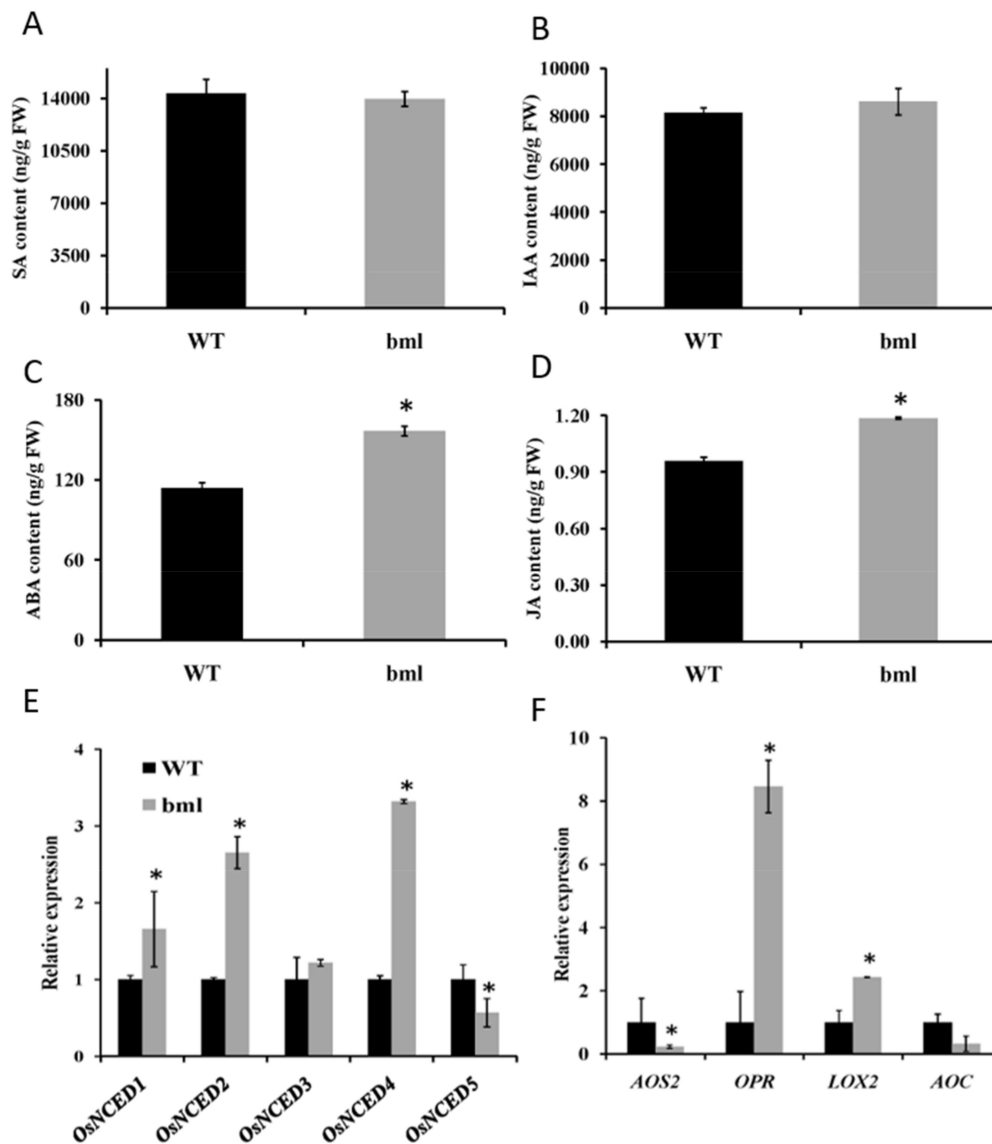 A
SA content (ng/g FW)
14000
10500
7000
3500
0
WT
bml
B
IAA content (ng/g FW)
10000
8000
6000
4000
2000
0
WT
bml
C
ABA content (ng/g FW)
180
120
60
0
*
WT
bml
D
JA content (ng/g FW)
1.20
0.90
0.60
0.30
0.00
*
WT
bml
E
Relative expression
4
3
2
1
0
WT
bml
*
*
*
*
OsNCED1
OsNCED2
OsNCED3
OsNCED4
OsNCED5
F
Relative expression
10
8
6
4
2
0
*
*
*
AOS2
OPR
LOX2
AOC